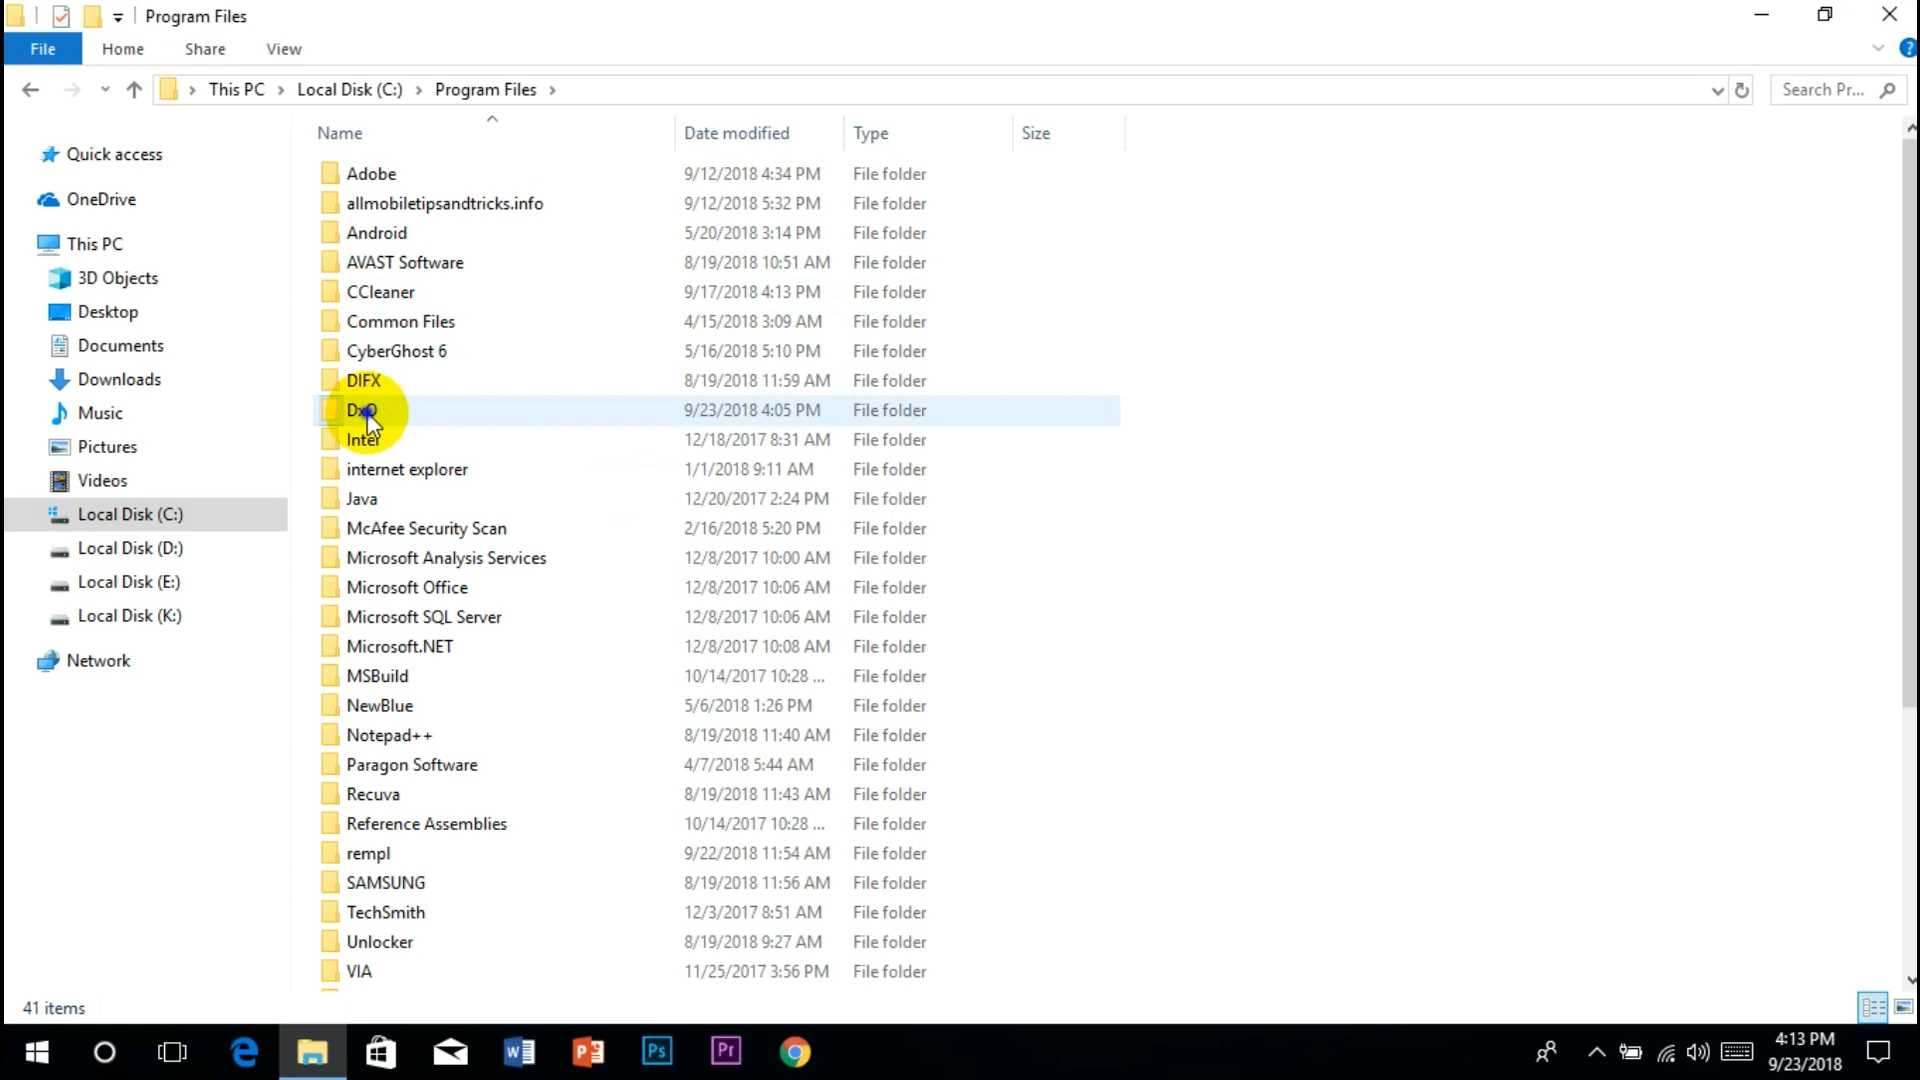 Program Files
File Home Share View
This PC Local Disk (C:) Program Files Search Pr...
Name Date modified Type Size
Quick access
OneDrive
This PC
3D Objects
Desktop
Documents
Downloads
Music
Pictures
Videos
Local Disk (C:)
Local Disk (D:)
Local Disk (E:)
Local Disk (K:)
Network
Adobe 9/12/2018 4:34 PM File folder
allmobiletipsandtricks.info 9/12/2018 5:32 PM File folder
Android 5/20/2018 3:14 PM File folder
AVAST Software 8/19/2018 10:51 AM File folder
CCleaner 9/17/2018 4:13 PM File folder
Common Files 4/15/2018 3:09 AM File folder
CyberGhost 6 5/16/2018 5:10 PM File folder
DIFX 8/19/2018 11:59 AM File folder
DxO 9/23/2018 4:05 PM File folder
Intel 12/18/2017 8:31 AM File folder
internet explorer 1/1/2018 9:11 AM File folder
Java 12/20/2017 2:24 PM File folder
McAfee Security Scan 2/16/2018 5:20 PM File folder
Microsoft Analysis Services 12/8/2017 10:00 AM File folder
Microsoft Office 12/8/2017 10:06 AM File folder
Microsoft SQL Server 12/8/2017 10:06 AM File folder
Microsoft.NET 12/8/2017 10:08 AM File folder
MSBuild 10/14/2017 10:28 ... File folder
NewBlue 5/6/2018 1:26 PM File folder
Notepad++ 8/19/2018 11:40 AM File folder
Paragon Software 4/7/2018 5:44 AM File folder
Recuva 8/19/2018 11:43 AM File folder
Reference Assemblies 10/14/2017 10:28 ... File folder
rempl 9/22/2018 11:54 AM File folder
SAMSUNG 8/19/2018 11:56 AM File folder
TechSmith 12/3/2017 8:51 AM File folder
Unlocker 8/19/2018 9:27 AM File folder
VIA 11/25/2017 3:56 PM File folder
41 items
Ps Pr
4:13 PM
9/23/2018